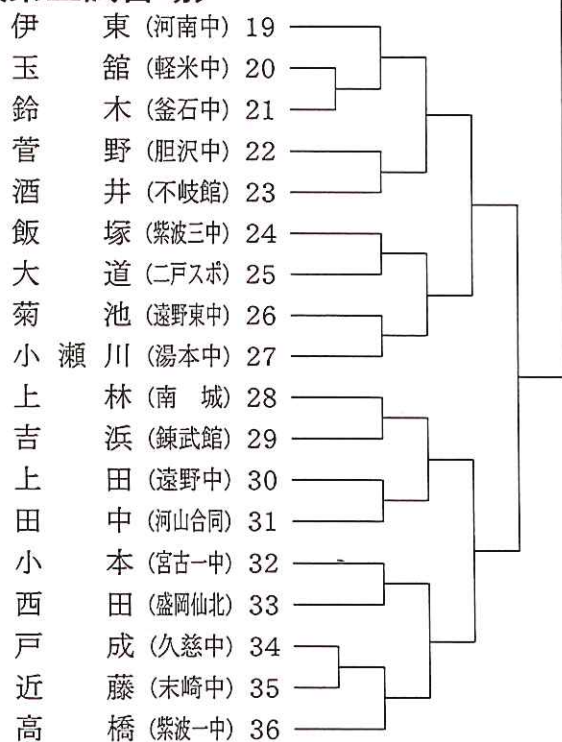 伊東 (河南中) 19
玉舘 (軽米中) 20
鈴木 (釜石中) 21
菅野 (胆沢中) 22
酒井 (不岐館) 23
飯塚 (紫波三中) 24
大道 (二戸スポ) 25
菊池 (遠野東中) 26
小瀬川 (湯本中) 27
上林 (南城) 28
吉浜 (錬武館) 29
上田 (遠野中) 30
田中 (河山合同) 31
小本 (宮古一中) 32
西田 (盛岡仙北) 33
戸成 (久慈中) 34
近藤 (末崎中) 35
高橋 (紫波一中) 36